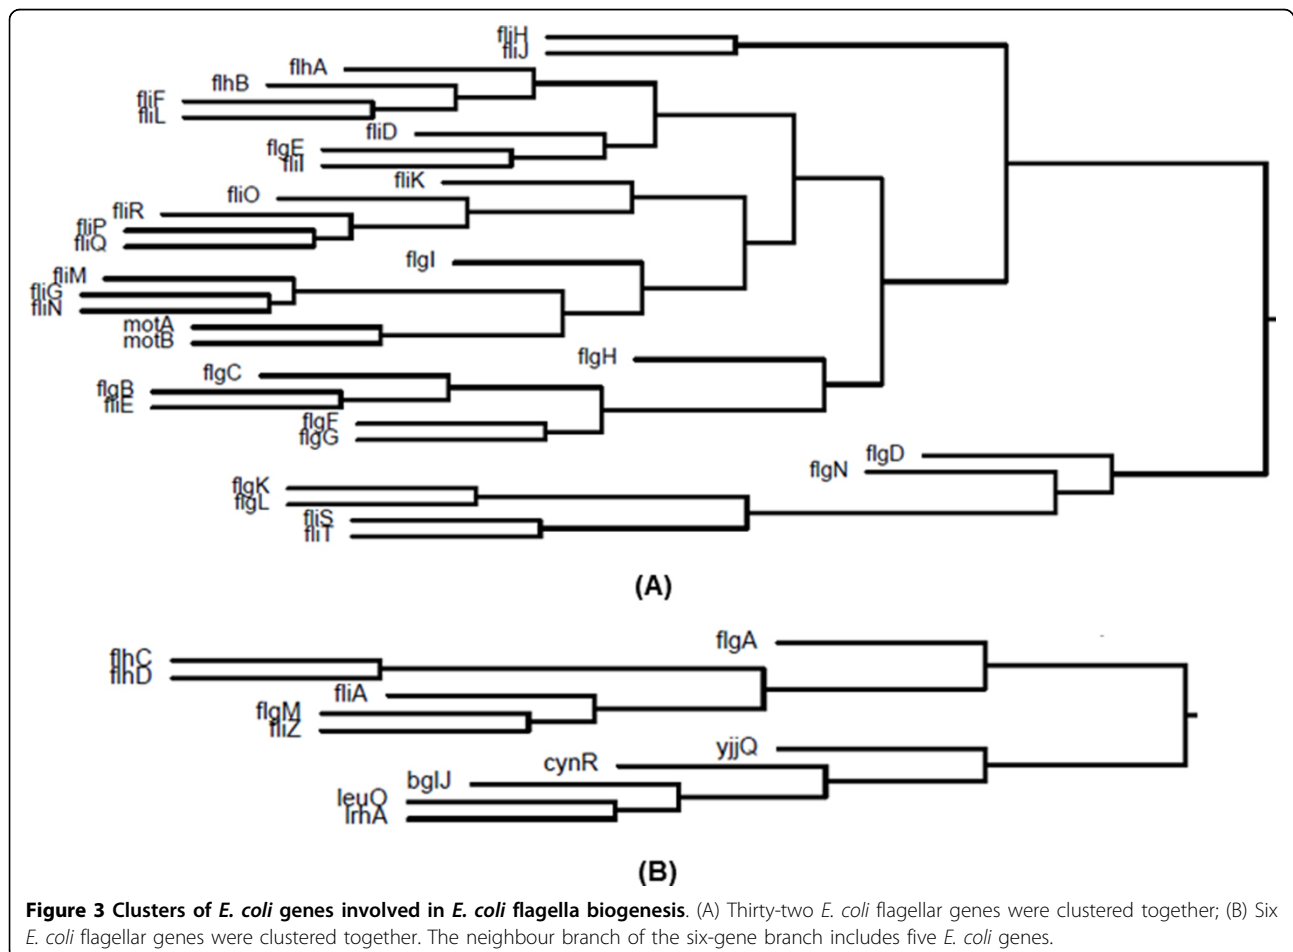 fliH
fliJ
flhA
flhB
fliF
fliL
fliD
flgE
fliI
fliK
fliO
fliR
fliP
fliQ
flgI
fliM
fliG
fliN
motA
motB
flgH
flgC
flgB
fliE
flgF
flgG
flgD
flgN
flgK
flgL
fliS
fliT
(A)
flgA
flhC
flhD
fliA
flgM
fliZ
yjjQ
cynR
bglJ
leuO
lrhA
(B)
Figure 3 Clusters of E. coli genes involved in E. coli flagella biogenesis. (A) Thirty-two E. coli flagellar genes were clustered together; (B) Six
E. coli flagellar genes were clustered together. The neighbour branch of the six-gene branch includes five E. coli genes.